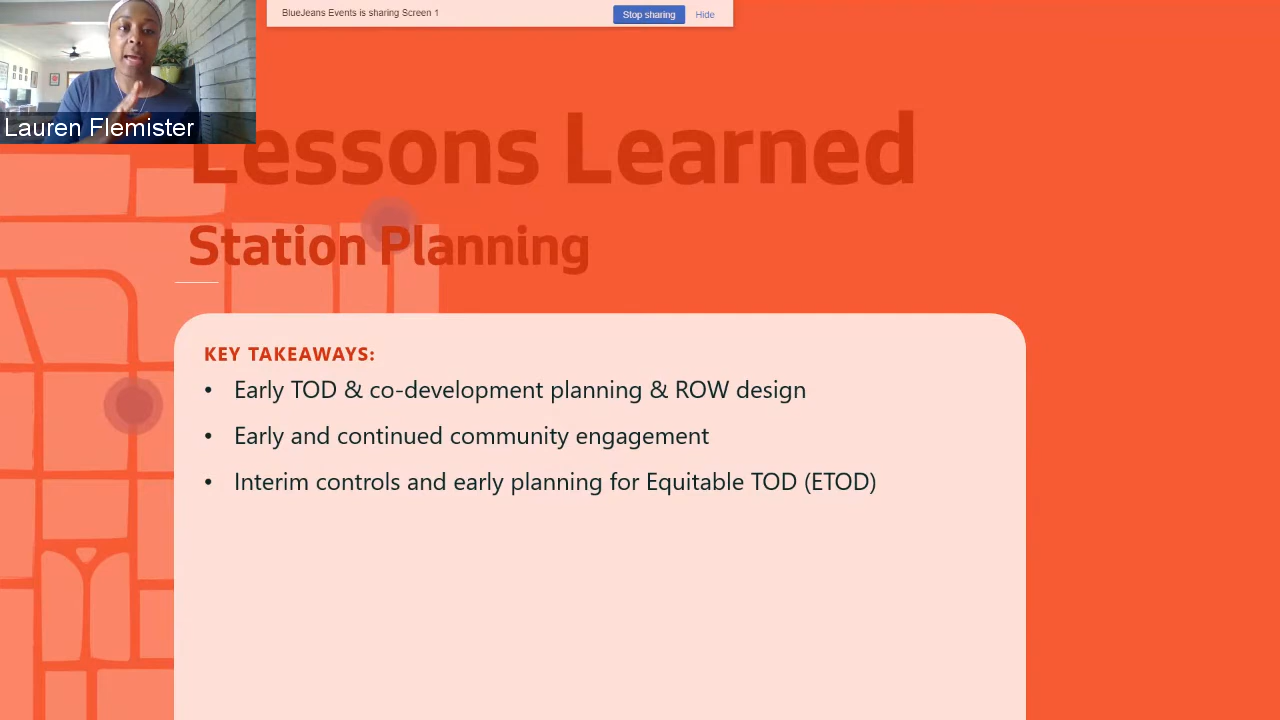 BlueJeans Events is sharing Screen 1
Stop sharing
Hide
Lauren Flemister
Lessons Learned
Station Planning
KEY TAKEAWAYS:
• Early TOD & co-development planning & ROW design
• Early and continued community engagement
• Interim controls and early planning for Equitable TOD (ETOD)